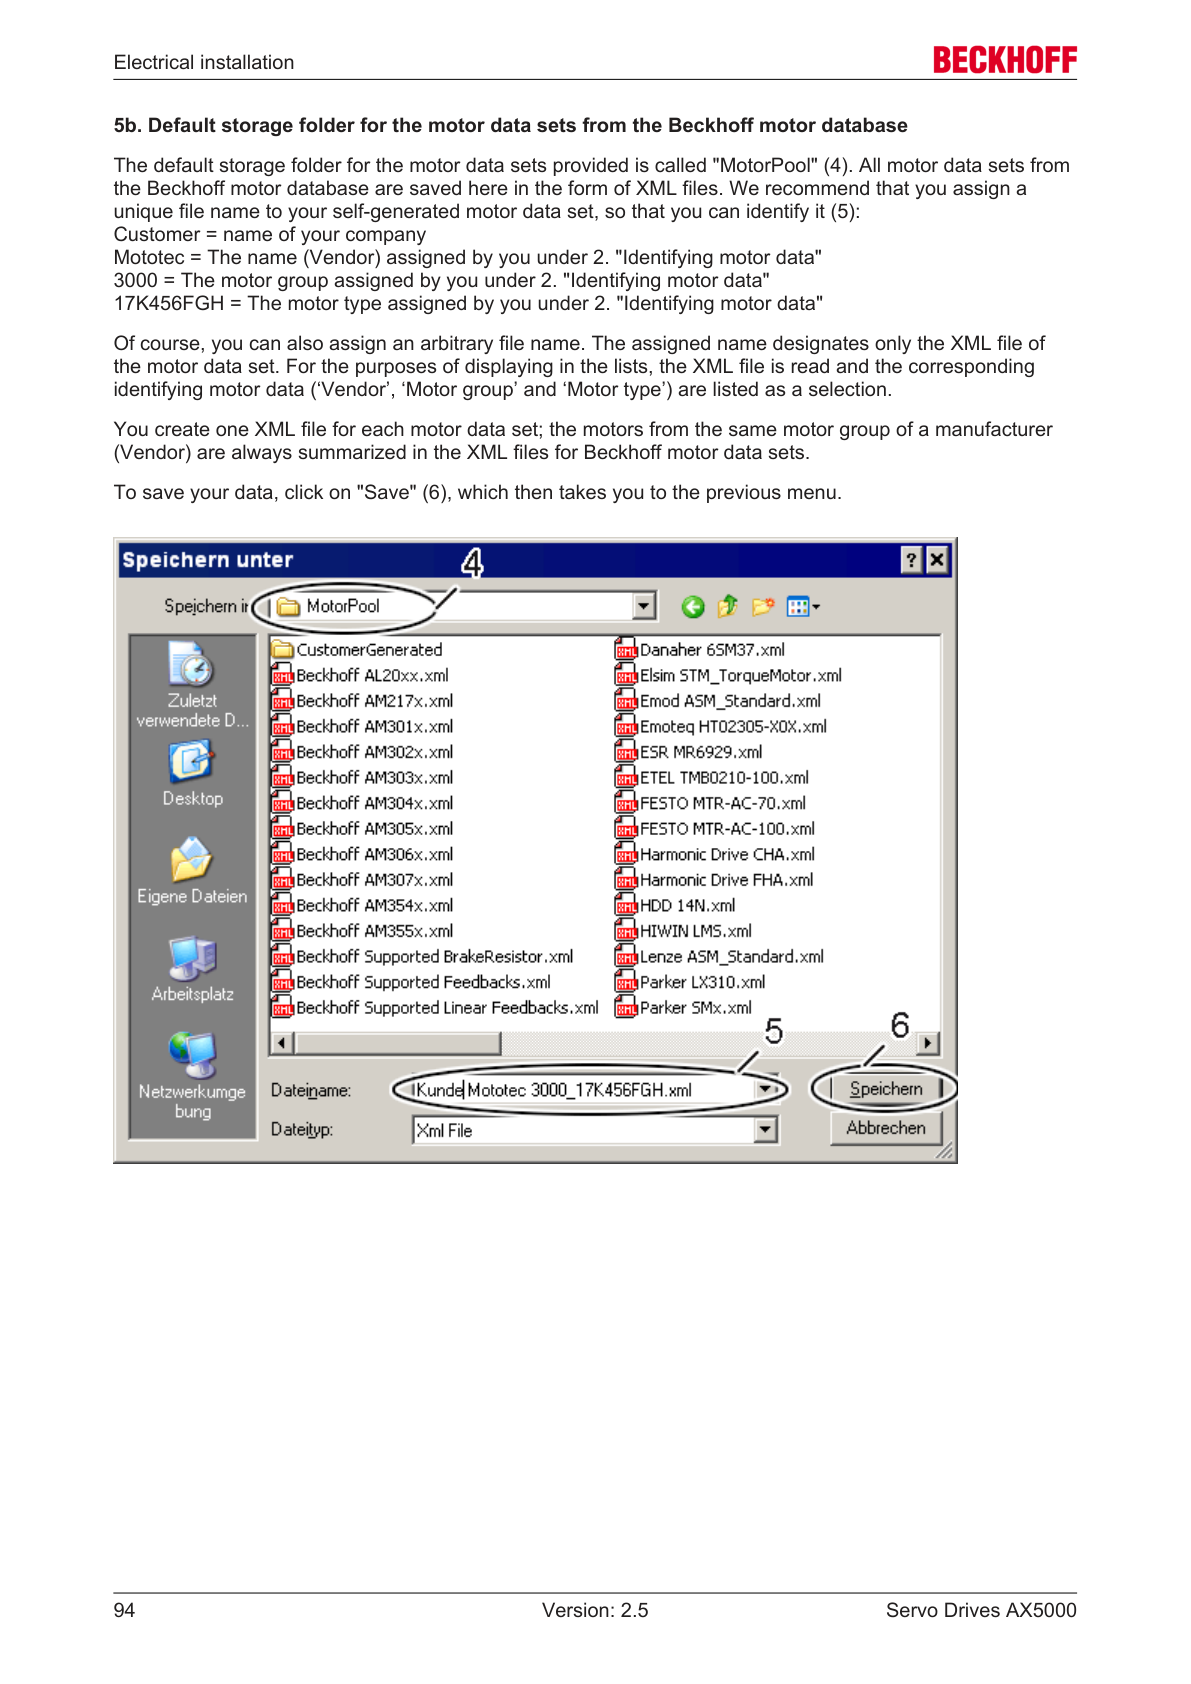 Electrical installation
BECKHOFF
5b. Default storage folder for the motor data sets from the Beckhoff motor database
The default storage folder for the motor data sets provided is called "MotorPool" (4). All motor data sets from
the Beckhoff motor database are saved here in the form of XML files. We recommend that you assign a
unique file name to your self-generated motor data set, so that you can identify it (5):
Customer = name of your company
Mototec = The name (Vendor) assigned by you under 2. "Identifying motor data"
3000 = The motor group assigned by you under 2. "Identifying motor data"
17K456FGH = The motor type assigned by you under 2. "Identifying motor data"
Of course, you can also assign an arbitrary file name. The assigned name designates only the XML file of
the motor data set. For the purposes of displaying in the lists, the XML file is read and the corresponding
identifying motor data (‘Vendor’, ‘Motor group’ and ‘Motor type’) are listed as a selection.
You create one XML file for each motor data set; the motors from the same motor group of a manufacturer
(Vendor) are always summarized in the XML files for Beckhoff motor data sets.
To save your data, click on "Save" (6), which then takes you to the previous menu.
Speichern unter
4
Speichern in
MotorPool
Zuletzt
verwendete D...
Desktop
Eigene Dateien
Arbeitsplatz
Netzwerkumge
bung
CustomerGenerated
Beckhoff AL20xx.xml
Beckhoff AM217x.xml
Beckhoff AM301x.xml
Beckhoff AM302x.xml
Beckhoff AM303x.xml
Beckhoff AM304x.xml
Beckhoff AM305x.xml
Beckhoff AM306x.xml
Beckhoff AM307x.xml
Beckhoff AM354x.xml
Beckhoff AM355x.xml
Beckhoff Supported BrakeResistor.xml
Beckhoff Supported Feedbacks.xml
Beckhoff Supported Linear Feedbacks.xml
Danaher 6SM37.xml
Elsim STM_TorqueMotor.xml
Emod ASM_Standard.xml
Emoteq HT02305-X0X.xml
ESR MR6929.xml
ETEL TMB0210-100.xml
FESTO MTR-AC-70.xml
FESTO MTR-AC-100.xml
Harmonic Drive CHA.xml
Harmonic Drive FHA.xml
HDD 14N.xml
HIWIN LMS.xml
Lenze ASM_Standard.xml
Parker LX310.xml
Parker SMx.xml
5
6
Dateiname:
Kunde Mototec 3000_17K456FGH.xml
Speichern
Dateityp:
Xml File
Abbrechen
94
Version: 2.5
Servo Drives AX5000